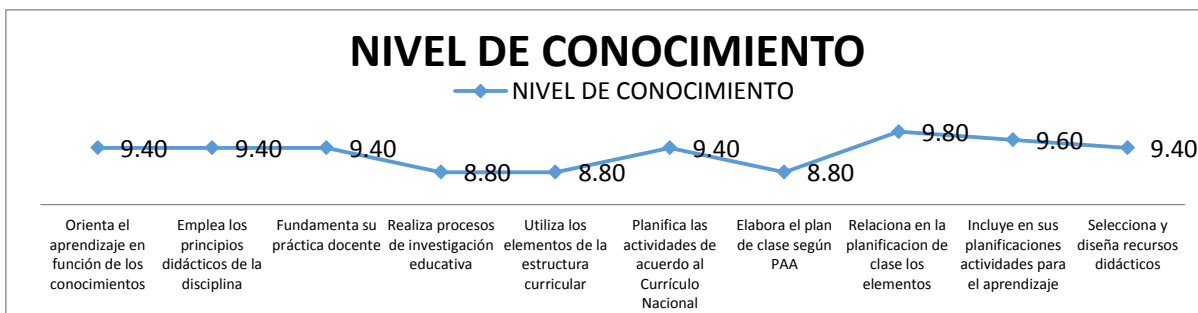 NIVEL DE CONOCIMIENTO
NIVEL DE CONOCIMIENTO
9.40
9.40
9.40
8.80
8.80
9.40
8.80
9.80
9.60
9.40
Orienta el
aprendizaje en
función de los
conocimientos
Emplea los
principios
didácticos de la
disciplina
Fundamenta su
práctica docente
Realiza procesos
de investigación
educativa
Utiliza los
elementos de la
estructura
curricular
Planifica las
actividades de
acuerdo al
Currículo
Nacional
Elabora el plan
de clase según
PAA
Relaciona en la
planificacion de
clase los
elementos
Incluye en sus
planificaciones
actividades para
el aprendizaje
Selecciona y
diseña recursos
didácticos